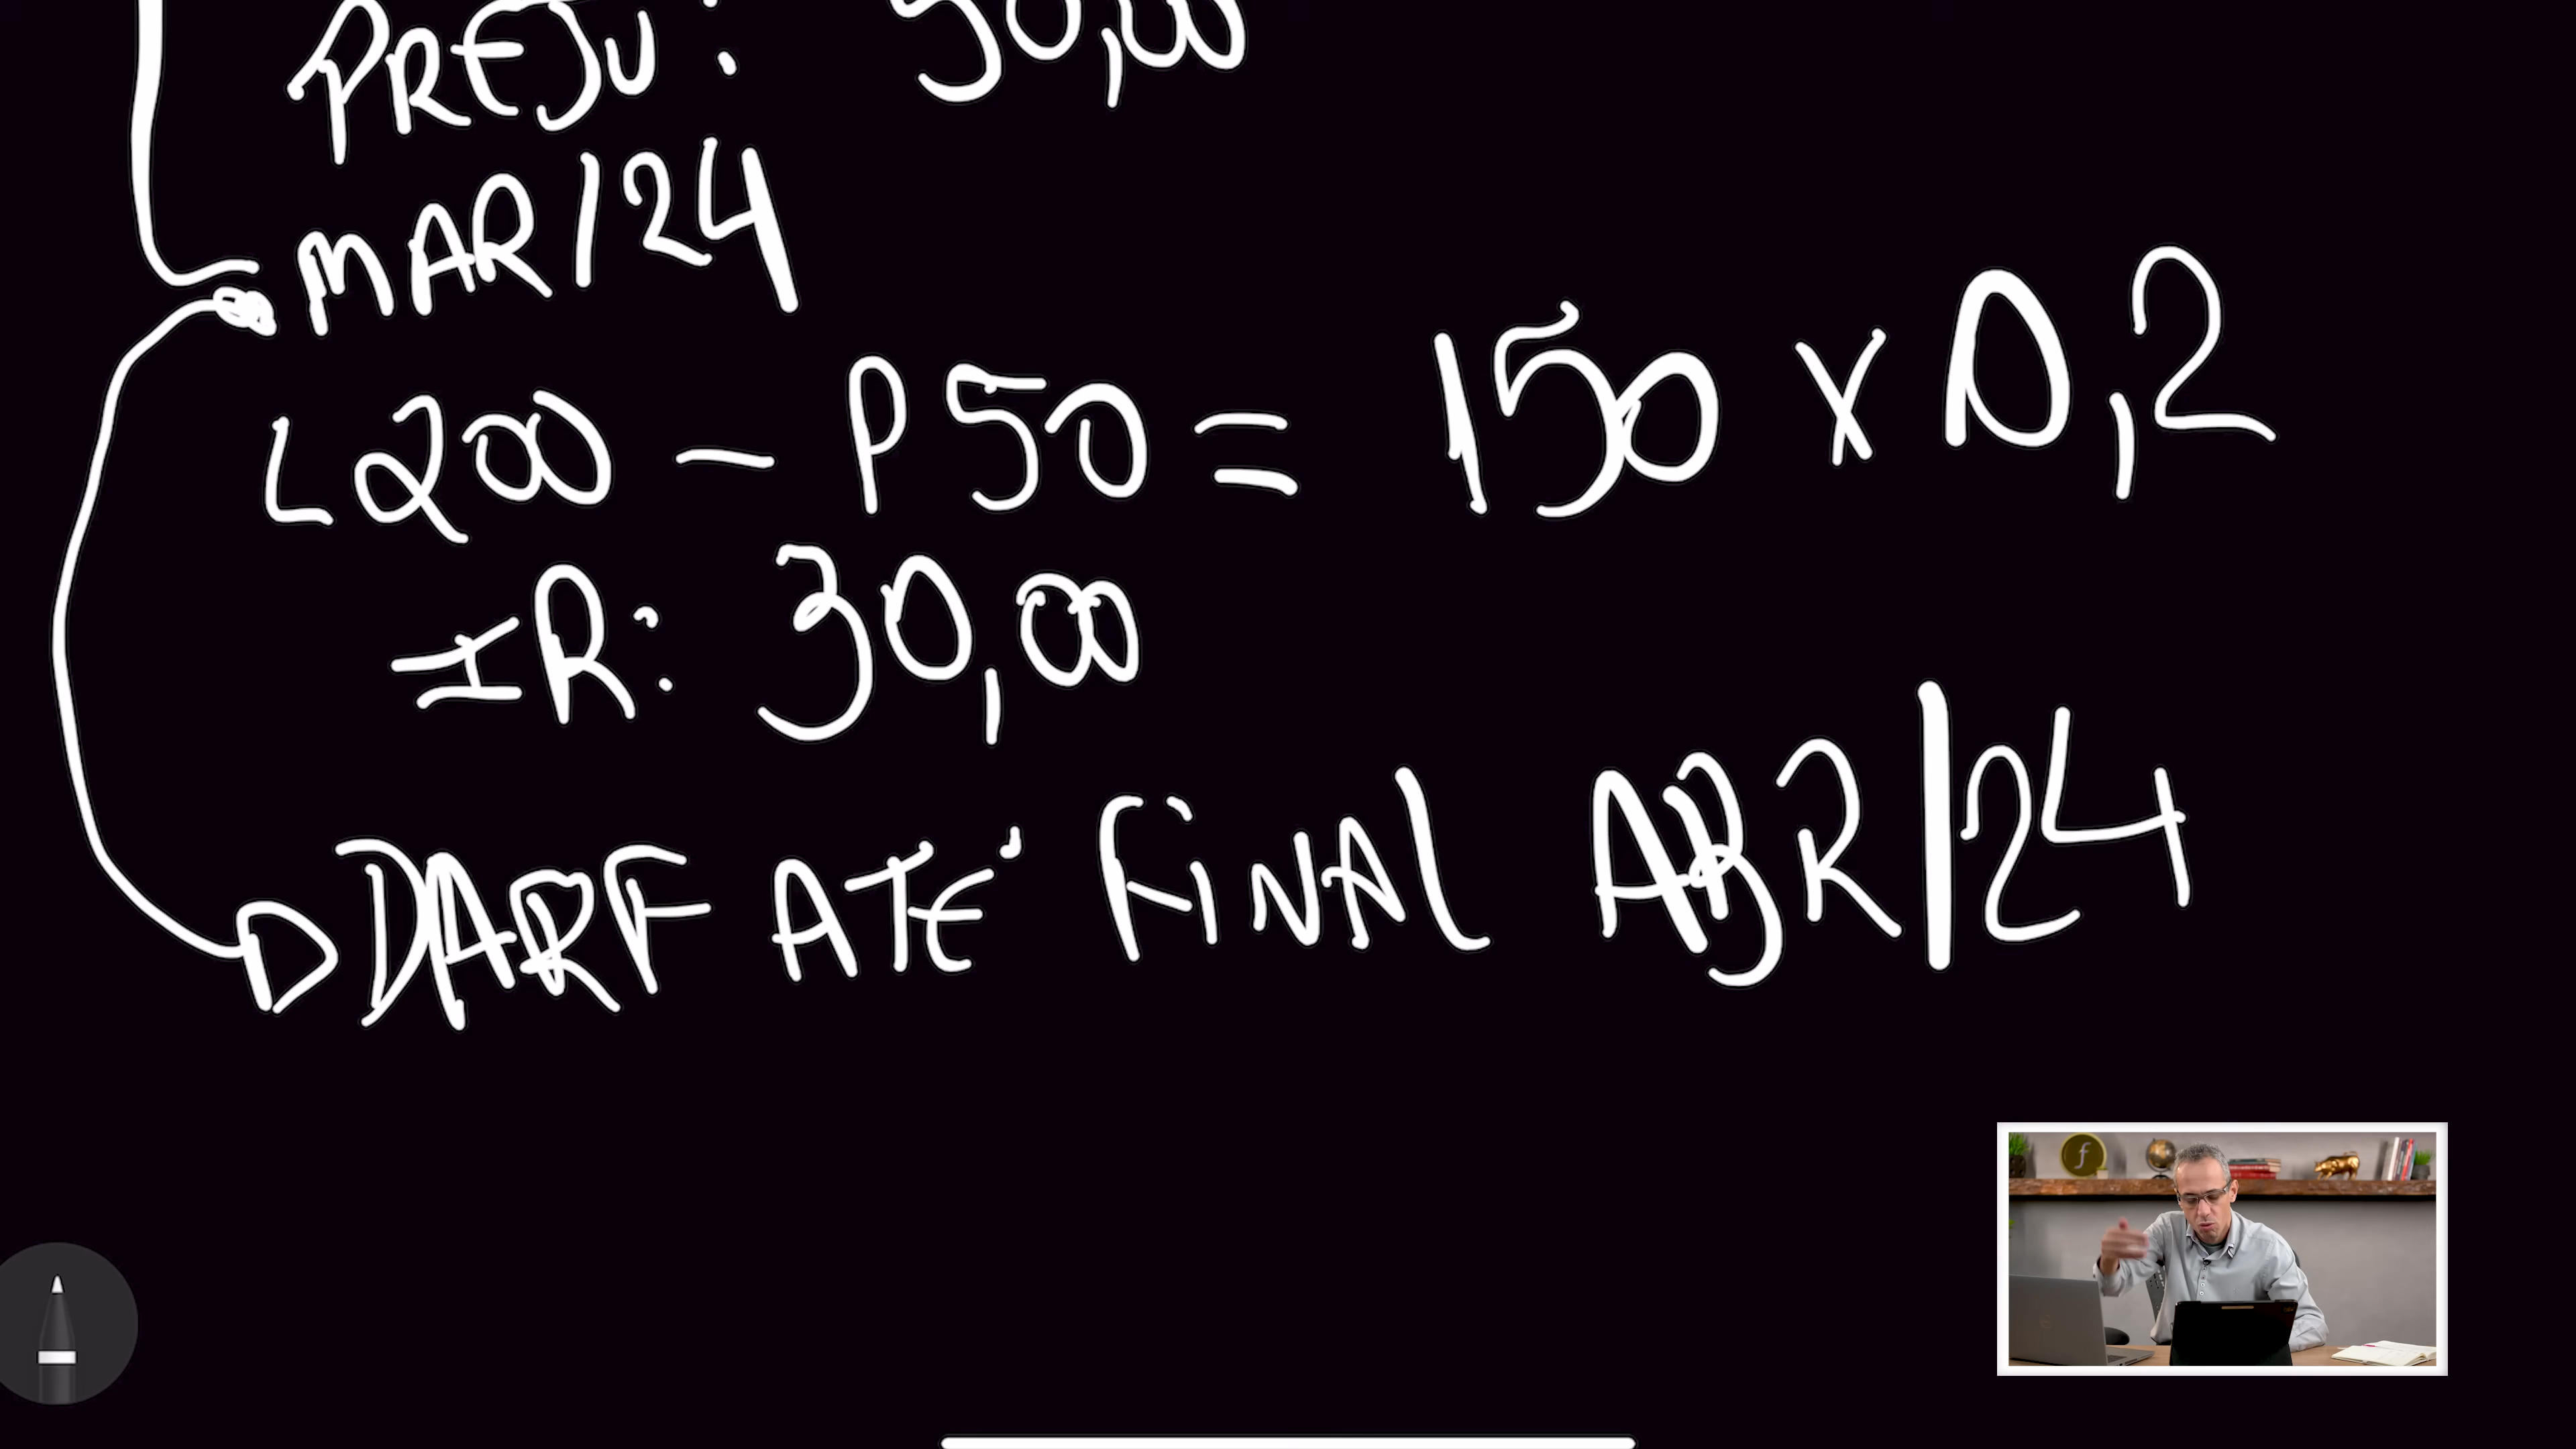 PREJU: 50,00
MAR/24
L200 - P50 = 150 X 0,2
IR: 30,00
DARF ATÉ FINAL ABR/24